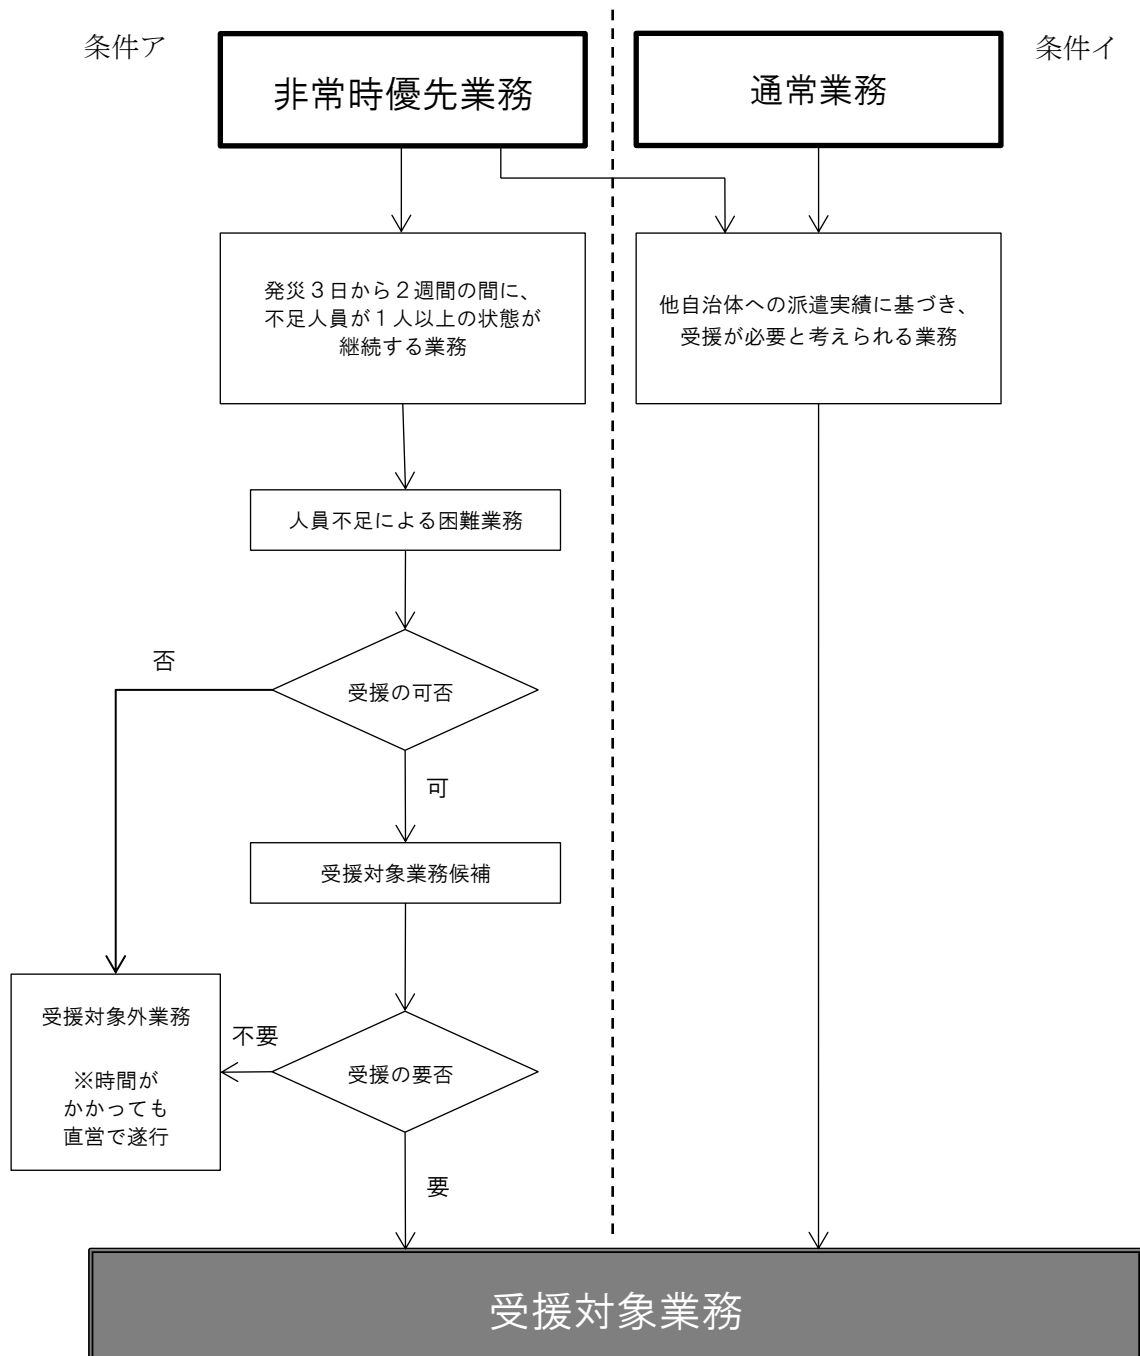 条件ア
条件イ
非常時優先業務
通常業務
発災３日から２週間の間に、
不足人員が１人以上の状態が
継続する業務
他自治体への派遣実績に基づき、
受援が必要と考えられる業務
人員不足による困難業務
否
受援の可否
可
受援対象業務候補
受援対象外業務
※時間が
かかっても
直営で遂行
不要
受援の要否
要
受援対象業務